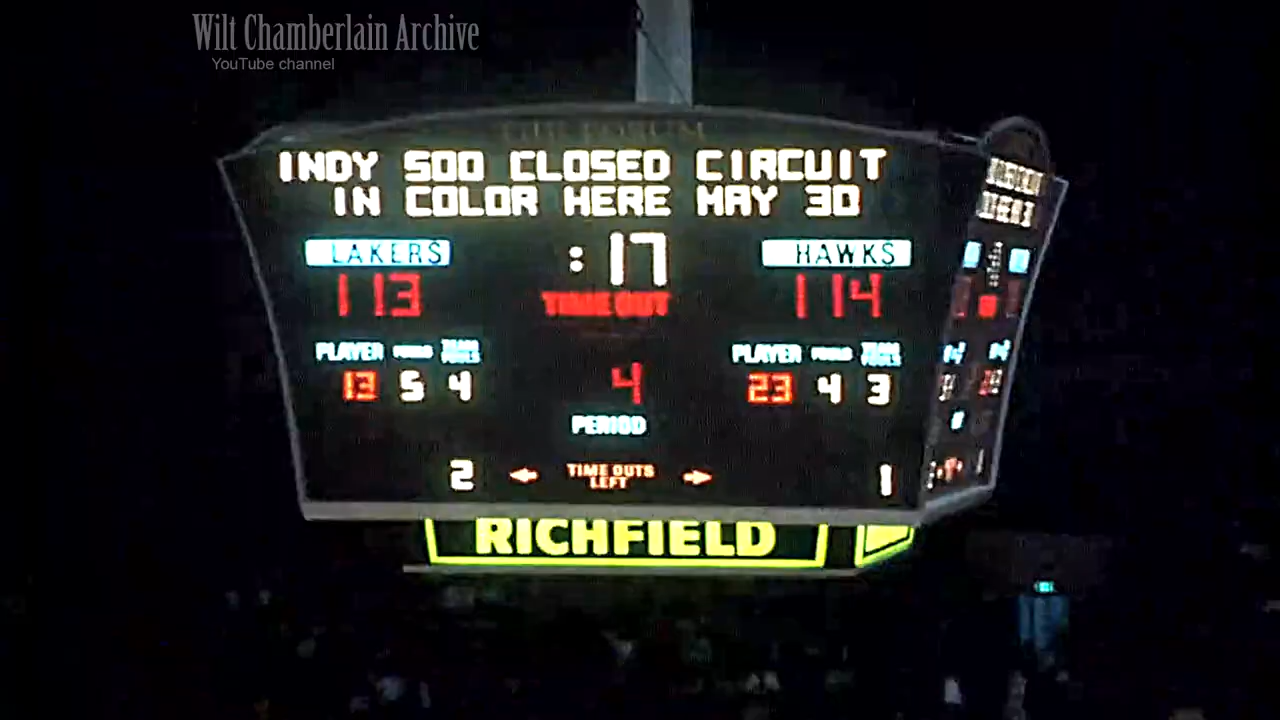 Wilt Chamberlain Archive
YouTube channel
THE FORUM
INDY 500 CLOSED CIRCUIT
IN COLOR HERE MAY 30
LAKERS :17 HAWKS
113 TIME OUT 114
PLAYER FOULS TEAM FOULS PLAYER FOULS TEAM FOULS
13 5 4 4 23 4 3
PERIOD
2 TIME OUTS LEFT 1
RICHFIELD